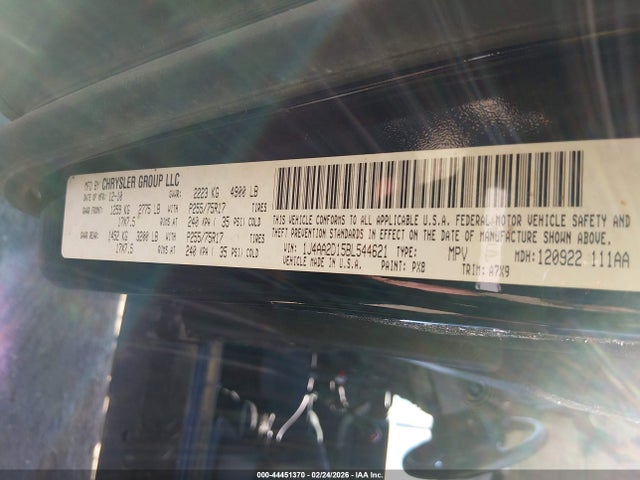 MFD BY CHRYSLER GROUP LLC
DATE OF MFR 12-10 GVWR: 2223 KG 4900 LB
GAWR FRONT: 1259 KG 2775 LB WITH P255/75R17 TIRES
17X7.5 RIMS AT 240 KPA ( 35 PSI) COLD
GAWR REAR: 1452 KG 3200 LB WITH P255/75R17 TIRES
17X7.5 RIMS AT 240 KPA ( 35 PSI) COLD
THIS VEHICLE CONFORMS TO ALL APPLICABLE U.S.A. FEDERAL MOTOR VEHICLE SAFETY AND
THEFT PREVENTION STANDARDS IN EFFECT ON THE DATE OF MANUFACTURE SHOWN ABOVE.
VIN: 1J4AA2D15BL544621 TYPE: MPV MDH: 120922 111AA
VEHICLE MADE IN U.S.A. PAINT: PX8 TRIM: A7X9
000-44451370 - 02/24/2026 - IAA Inc.